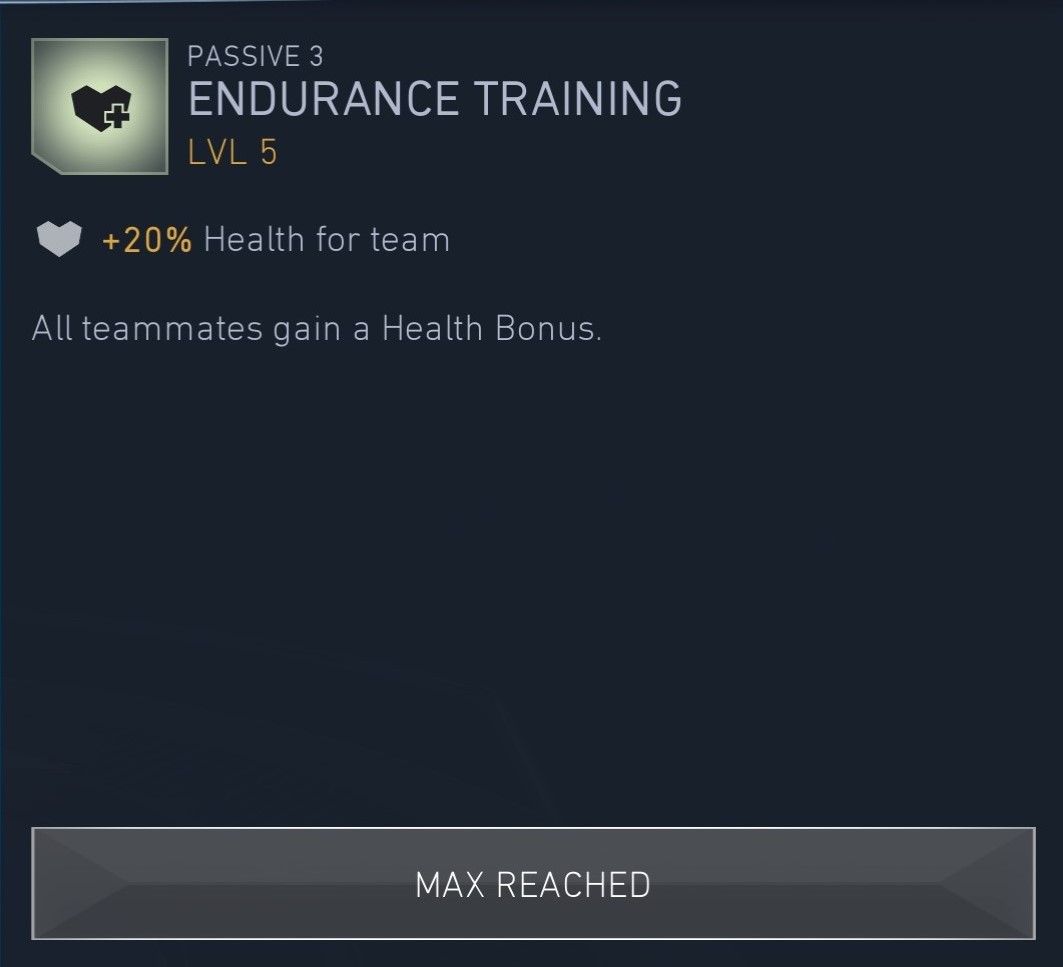 PASSIVE 3
ENDURANCE TRAINING
LVL 5
+20% Health for team
All teammates gain a Health Bonus.
MAX REACHED